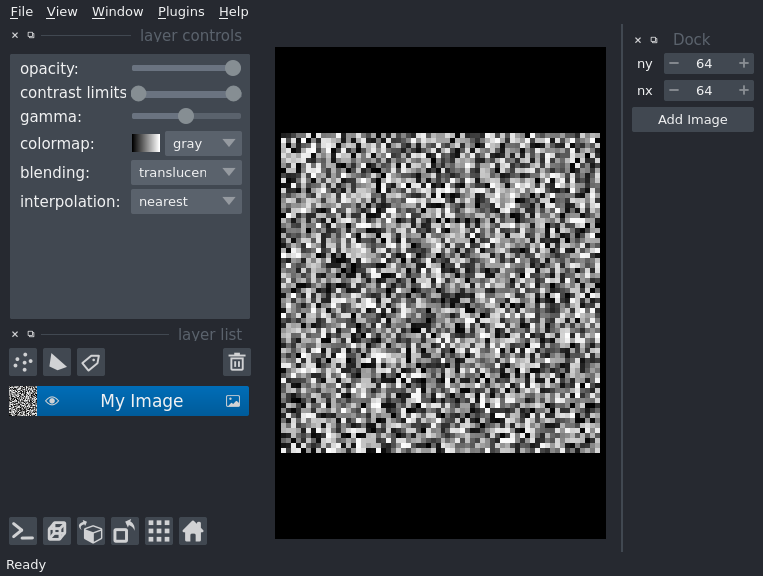 File View Window Plugins Help
layer controls
opacity:
contrast limits
gamma:
colormap: gray
blending: translucen
interpolation: nearest
layer list
My Image
Ready
Dock
ny 64
nx 64
Add Image